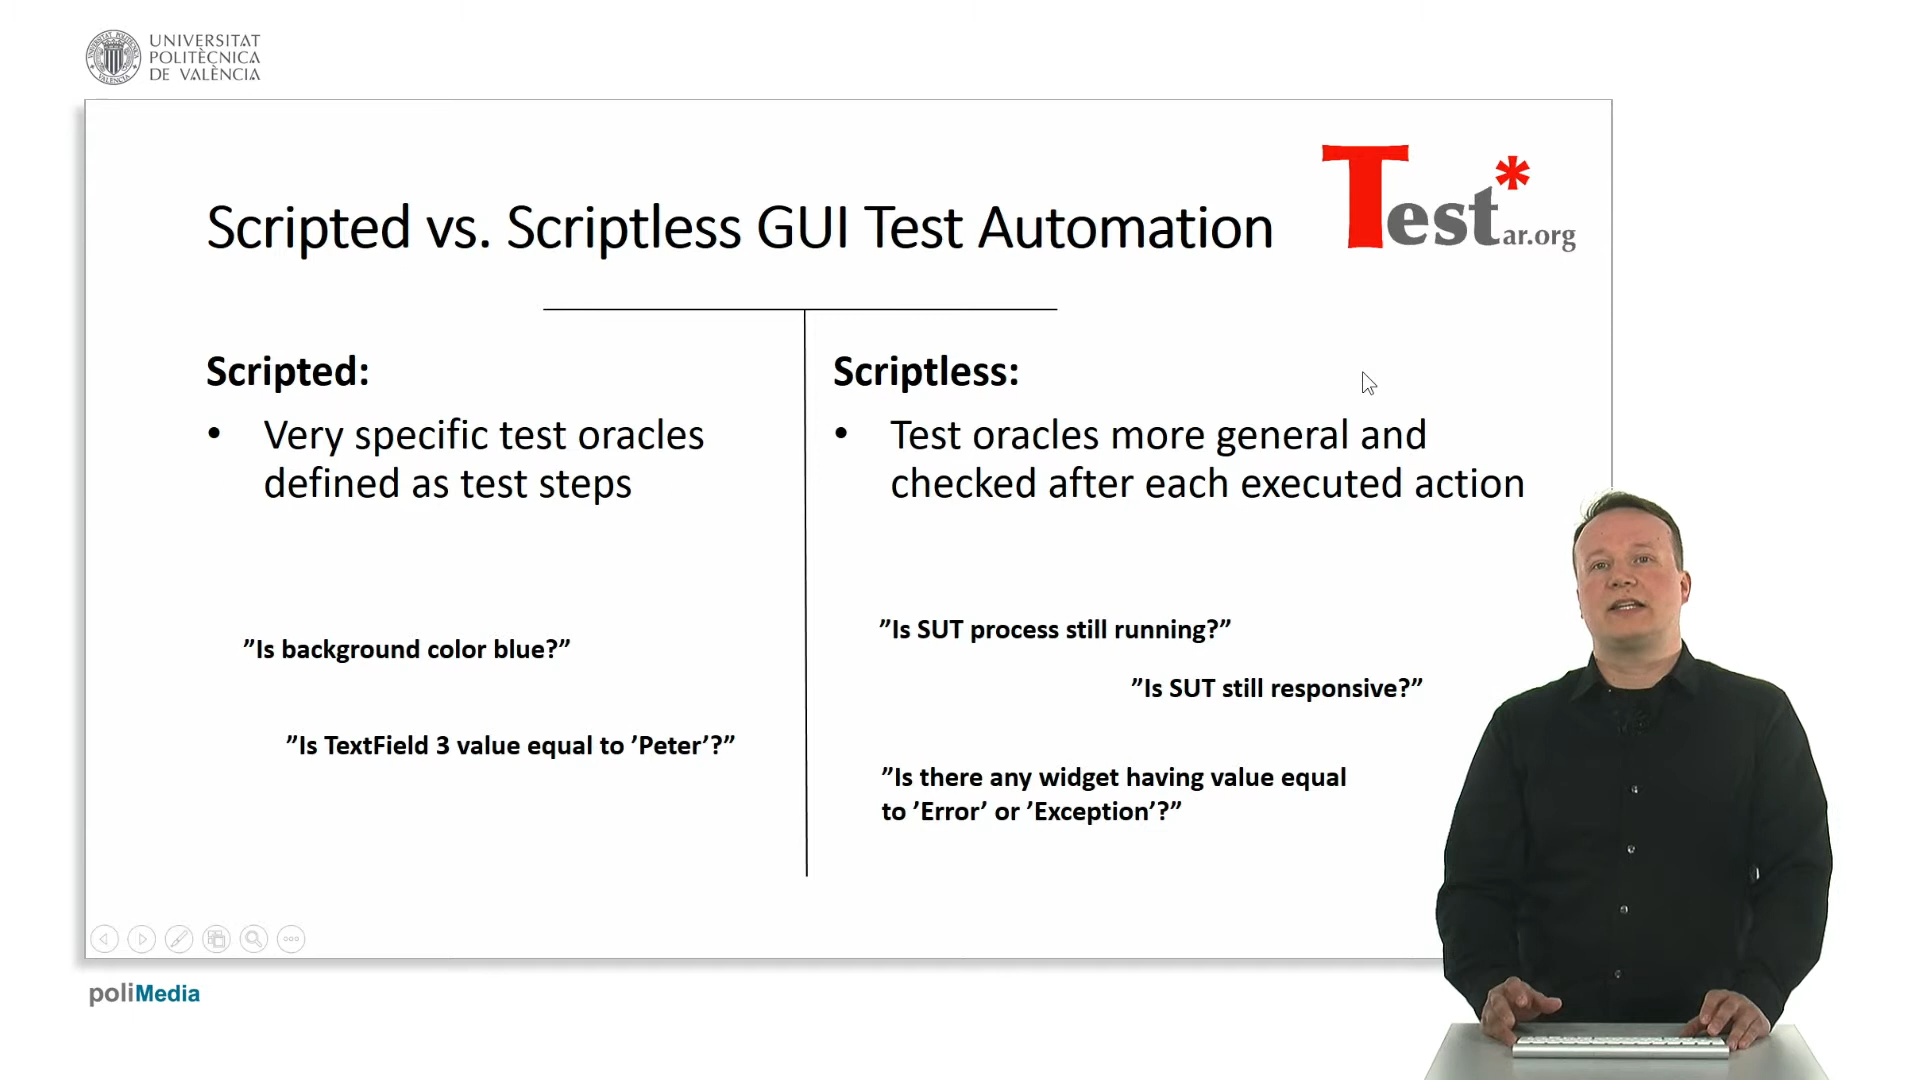 UNIVERSITAT
POLITÈCNICA
DE VALÈNCIA
Scripted vs. Scriptless GUI Test Automation
Test*ar.org
Scripted:
• Very specific test oracles
defined as test steps
”Is background color blue?”
”Is TextField 3 value equal to ’Peter’?”
Scriptless:
• Test oracles more general and
checked after each executed action
”Is SUT process still running?”
”Is SUT still responsive?”
”Is there any widget having value equal
to ’Error’ or ’Exception’?”
poliMedia